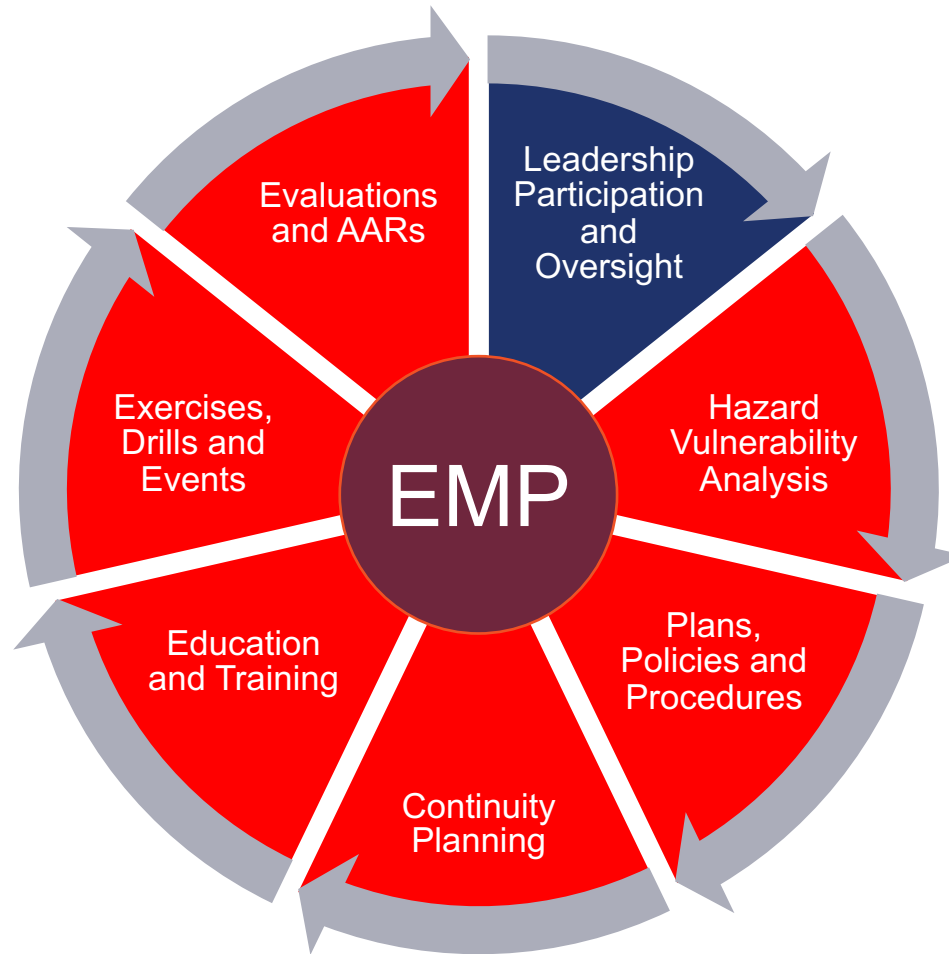 Leadership
Participation
and
Oversight
Hazard
Vulnerability
Analysis
Plans,
Policies and
Procedures
Continuity
Planning
Education
and Training
Exercises,
Drills and
Events
Evaluations
and AARs
EMP